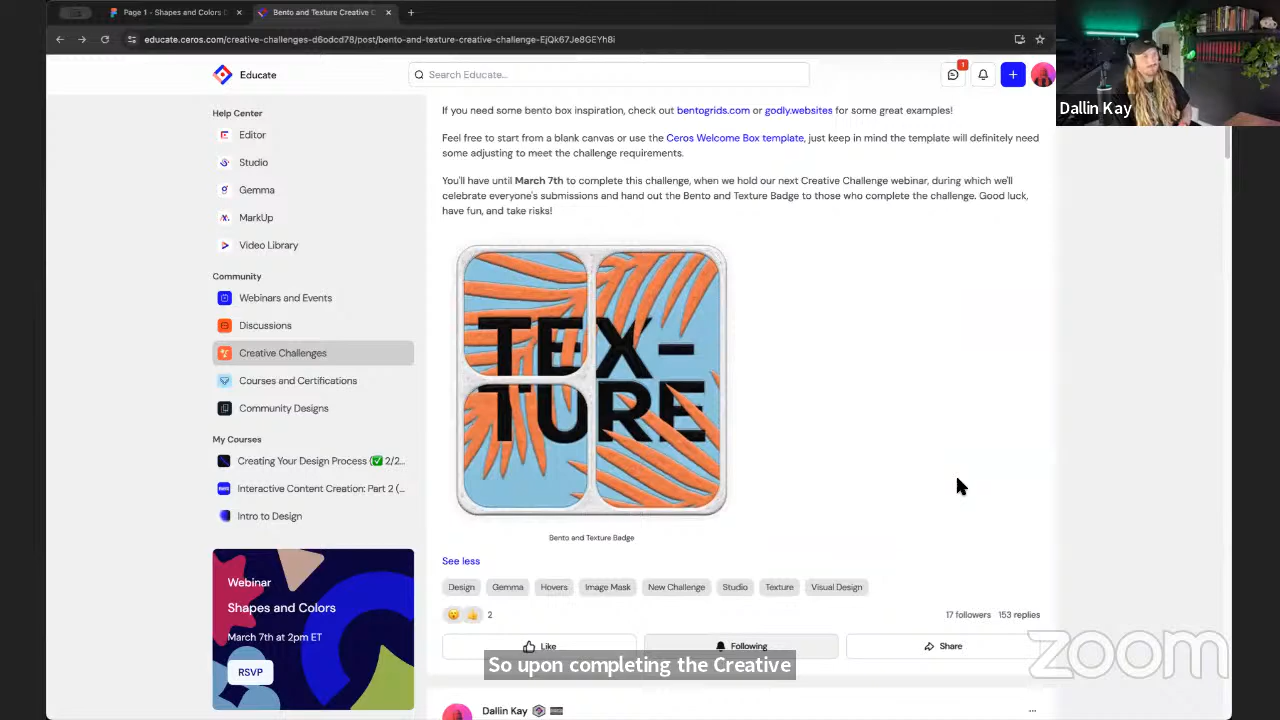 Page 1 - Shapes and Colors D
Bento and Texture Creative C
educate.ceros.com/creative-challenges-d6odcd78/post/bento-and-texture-creative-challenge-EjQk67Je8GEYhBi
Educate
Search Educate...
1
Dallin Kay
Help Center
Editor
Studio
Gemma
MarkUp
Video Library
Community
Webinars and Events
Discussions
Creative Challenges
Courses and Certifications
Community Designs
My Courses
Creating Your Design Process (✅ 2/2...
Interactive Content Creation: Part 2 (...
Intro to Design
Webinar
Shapes and Colors
March 7th at 2pm ET
RSVP
If you need some bento box inspiration, check out bentogrids.com or godly.websites for some great examples!
Feel free to start from a blank canvas or use the Ceros Welcome Box template, just keep in mind the template will definitely need
some adjusting to meet the challenge requirements.
You'll have until March 7th to complete this challenge, when we hold our next Creative Challenge webinar, during which we'll
celebrate everyone's submissions and hand out the Bento and Texture Badge to those who complete the challenge. Good luck,
have fun, and take risks!
TEX-
TURE
Bento and Texture Badge
See less
Design Gemma Hovers Image Mask New Challenge Studio Texture Visual Design
2
17 followers 153 replies
Like Following Share
So upon completing the Creative
zoom
Dallin Kay